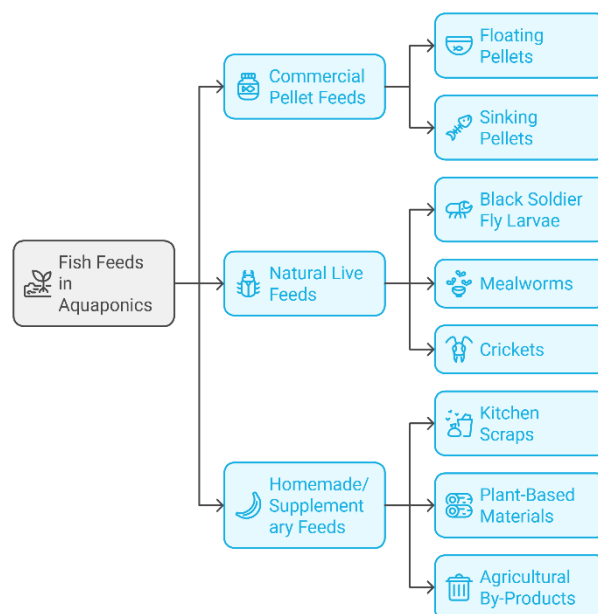 Fish Feeds
in
Aquaponics
Commercial
Pellet Feeds
Floating
Pellets
Sinking
Pellets
Natural Live
Feeds
Black Soldier
Fly Larvae
Mealworms
Crickets
Homemade/
Supplement
ary Feeds
Kitchen
Scraps
Plant-Based
Materials
Agricultural
By-Products